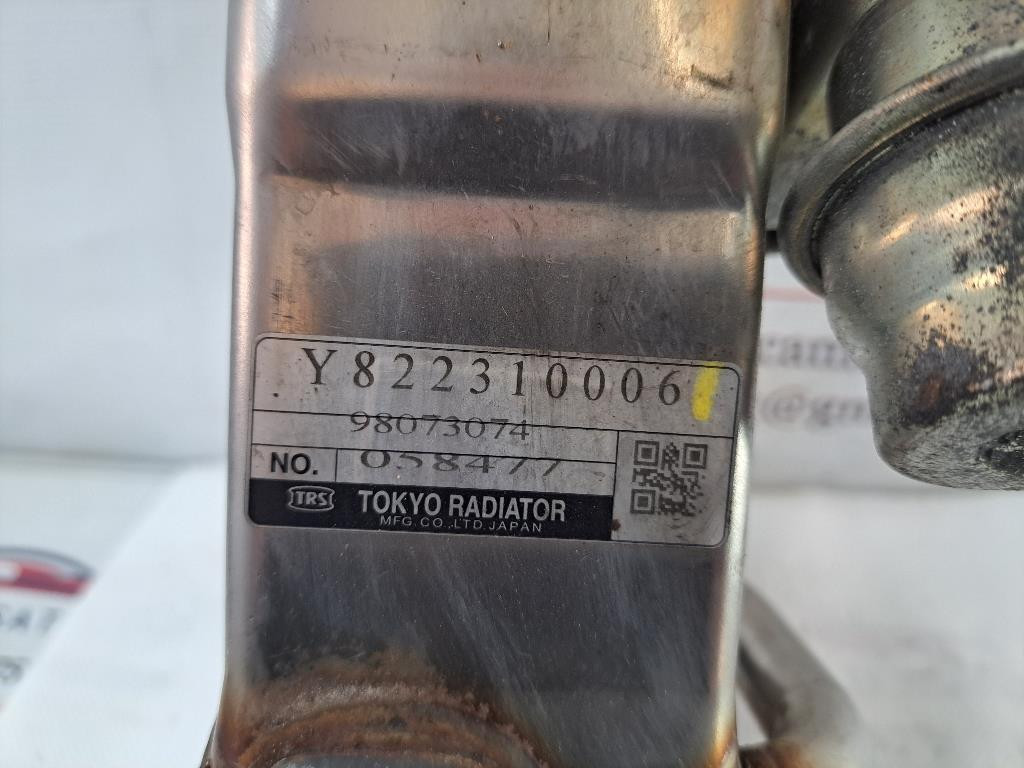 Y822310006
98073074
NO. 058477
TRS TOKYO RADIATOR
MFG.CO.,LTD.JAPAN